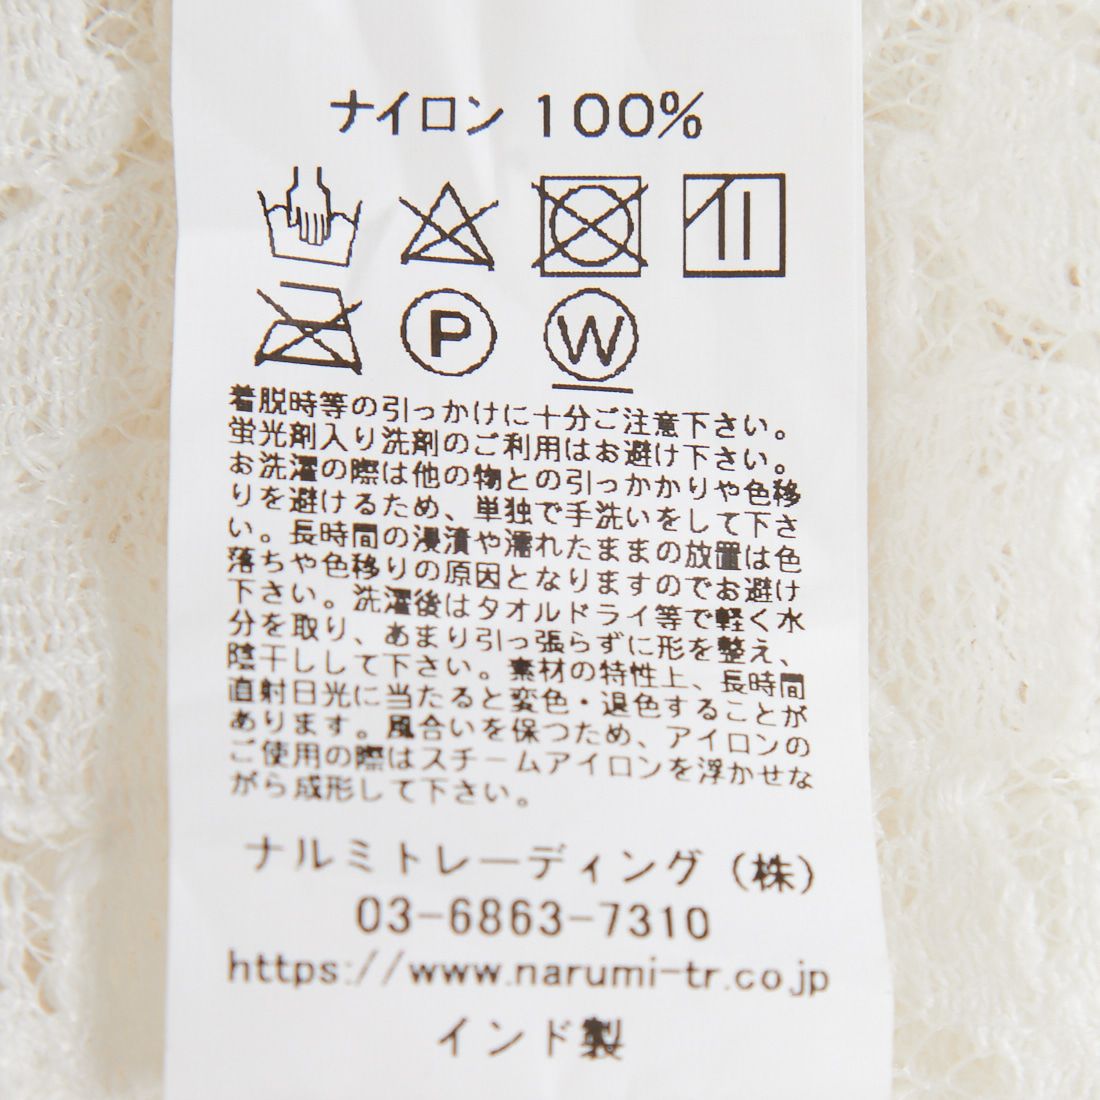 ナイロン 100%
P W
着脱時等の引っかけに十分ご注意下さい。
蛍光剤入り洗剤のご利用はお避け下さい。
お洗濯の際は他の物との引っかかりや色移
りを避けるため、単独で手洗いをして下さ
い。長時間の浸漬や濡れたままの放置は色
落ちや色移りの原因となりますのでお避け
下さい。洗濯後はタオルドライ等で軽く水
分を取り、あまり引っ張らずに形を整え、
陰干しして下さい。素材の特性上、長時間
直射日光に当たると変色・退色することが
あります。風合いを保つため、アイロンの
ご使用の際はスチームアイロンを浮かせな
がら成形して下さい。
ナルミトレーディング（株）
03-6863-7310
https://www.narumi-tr.co.jp
インド製